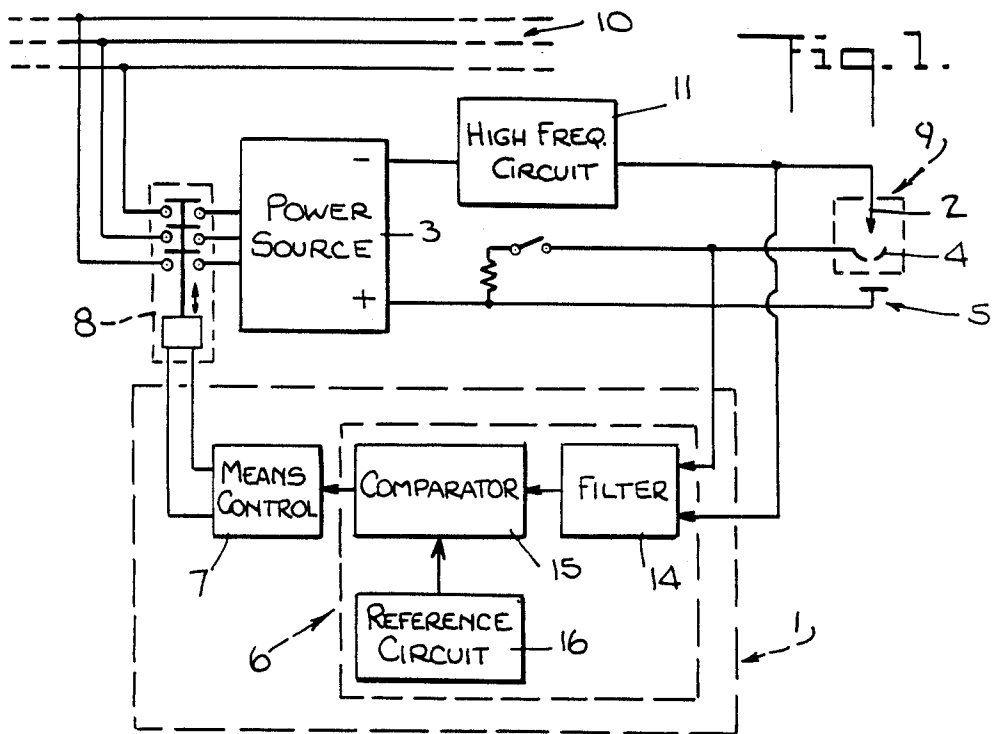 10
Fig. 1.
11
HIGH FREQ.
CIRCUIT
9
−
POWER
SOURCE
3
+
2
4
5
8
MEANS
CONTROL
7
COMPARATOR
15
FILTER
14
REFERENCE
CIRCUIT
16
6
1